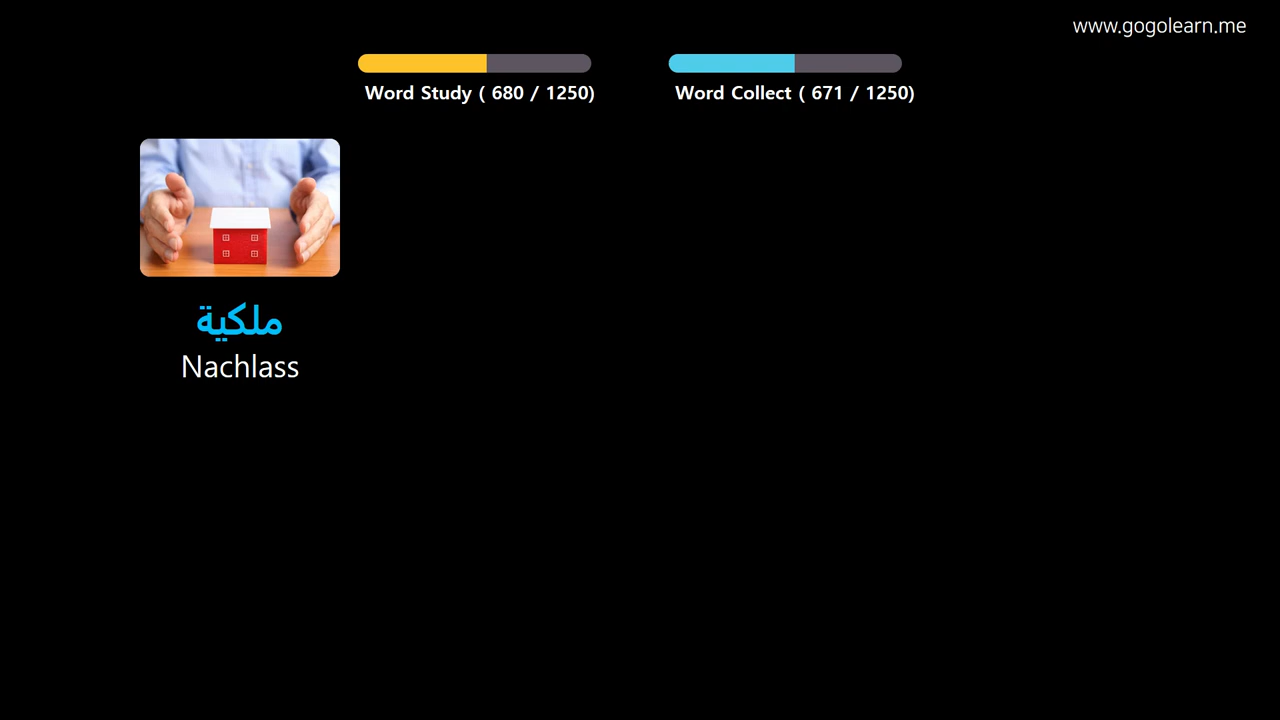 www.gogolearn.me
Word Study ( 680 / 1250)
Word Collect ( 671 / 1250)
ملكية
Nachlass